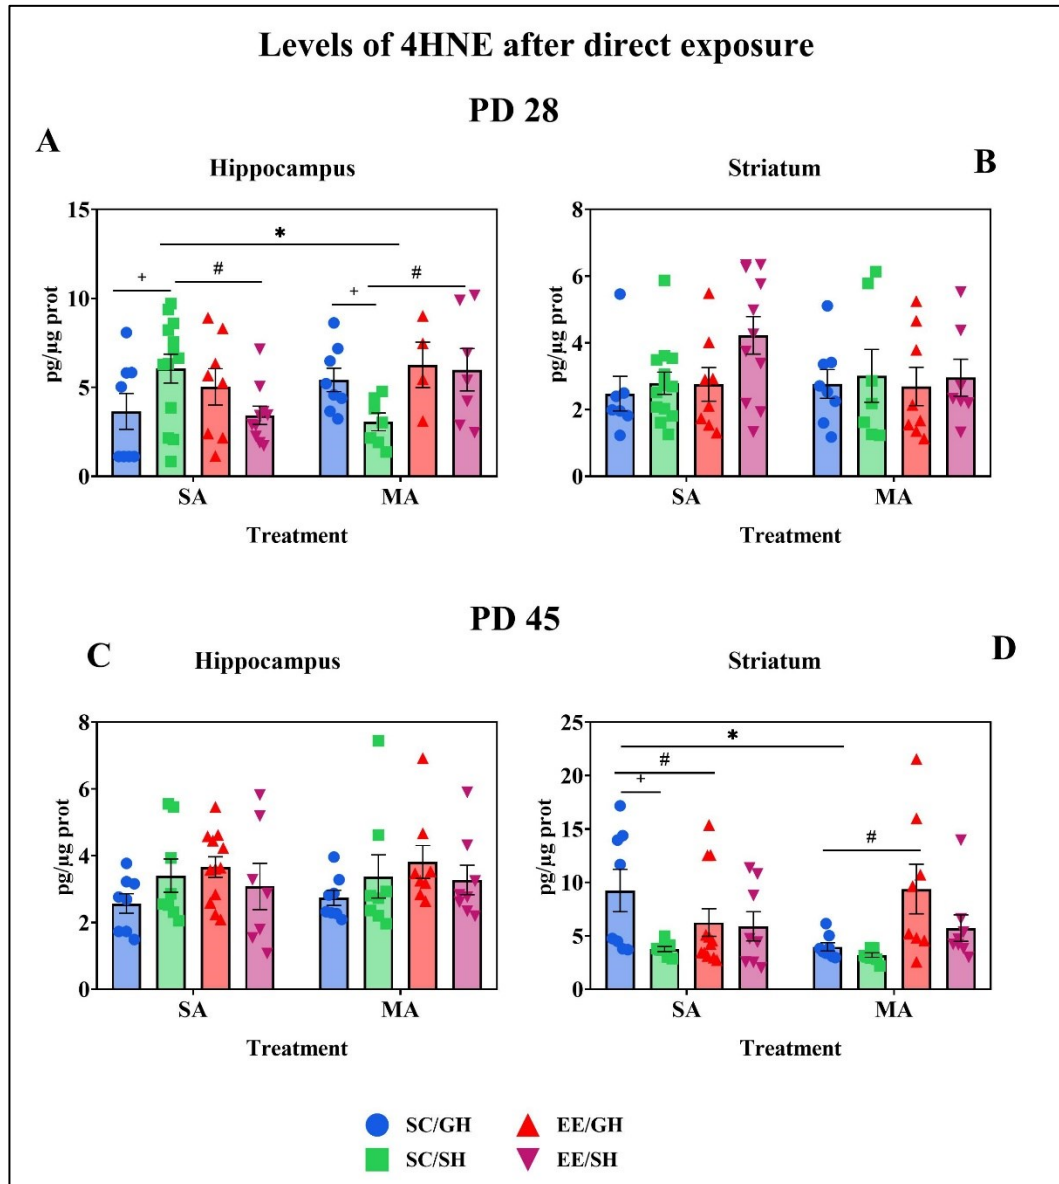 Levels of 4HNE after direct exposure
PD 28
A
Hippocampus
pg/µg prot
15
10
5
0
*
+
#
+
#
SA
MA
Treatment
B
Striatum
pg/µg prot
8
6
4
2
0
SA
MA
Treatment
PD 45
C
Hippocampus
pg/µg prot
8
6
4
2
0
SA
MA
Treatment
D
Striatum
pg/µg prot
25
20
15
10
5
0
*
#
+
#
SA
MA
Treatment
SC/GH
EE/GH
SC/SH
EE/SH